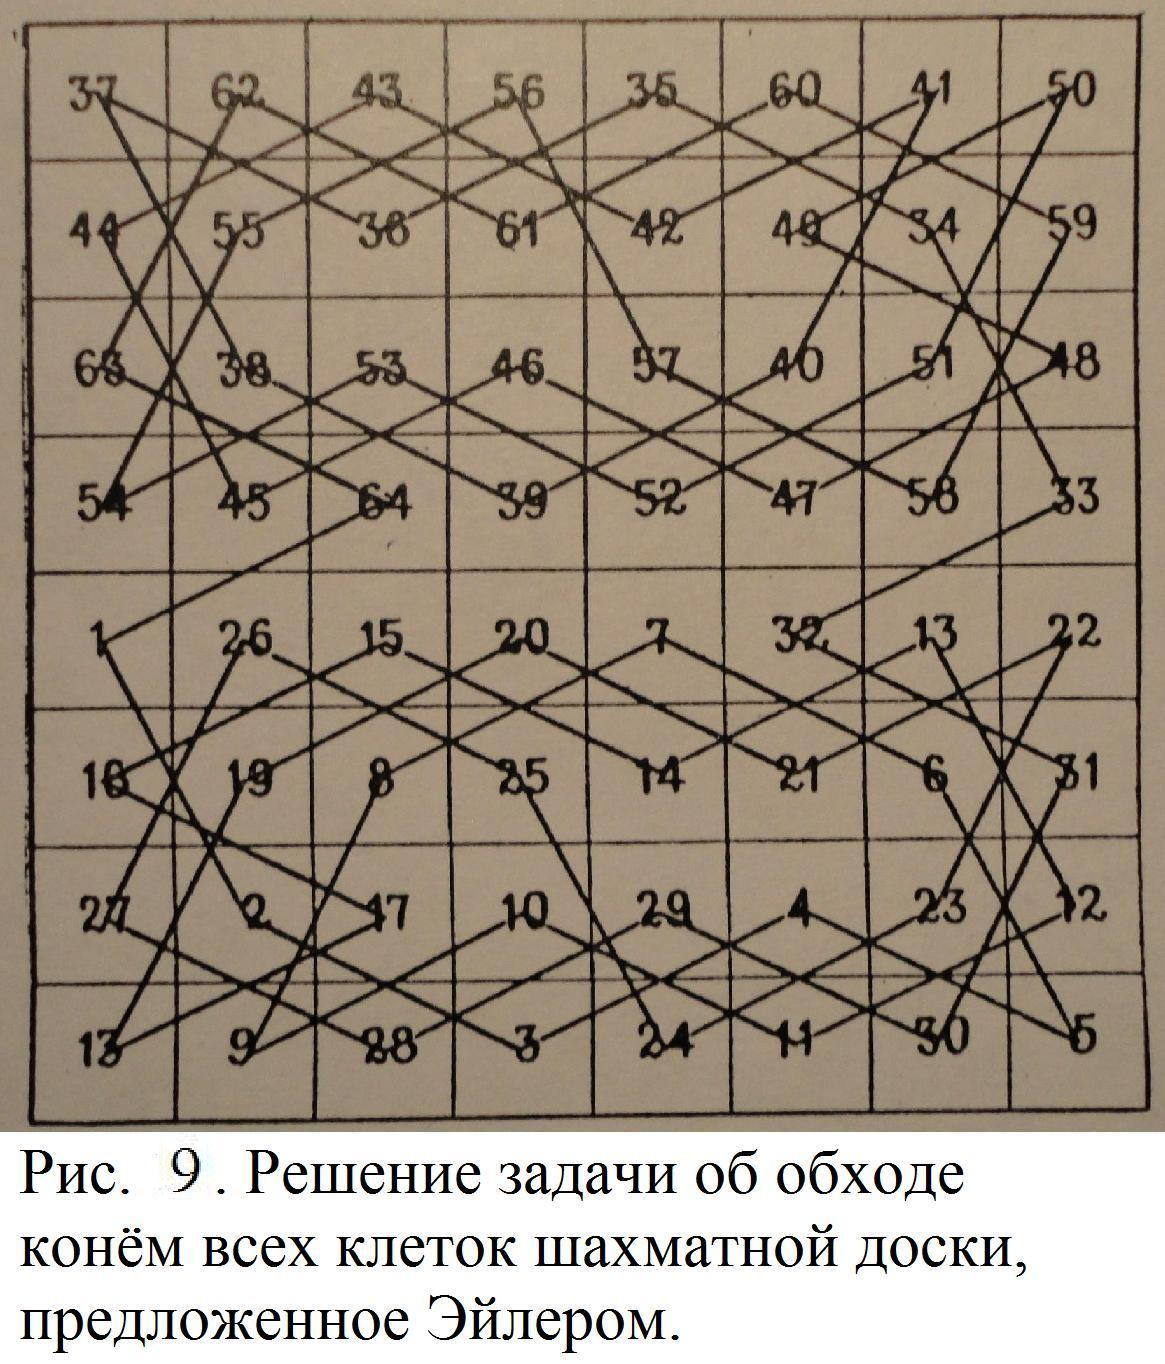 37 62 43 56 35 60 41 50
44 55 36 61 42 49 34 59
63 38 53 46 57 40 51 48
54 45 64 39 52 47 58 33
1 26 15 20 7 32 13 22
16 19 8 25 14 21 6 31
27 2 17 10 29 4 23 12
18 9 28 3 24 11 30 5
Рис. 9 . Решение задачи об обходе
конём всех клеток шахматной доски,
предложенное Эйлером.